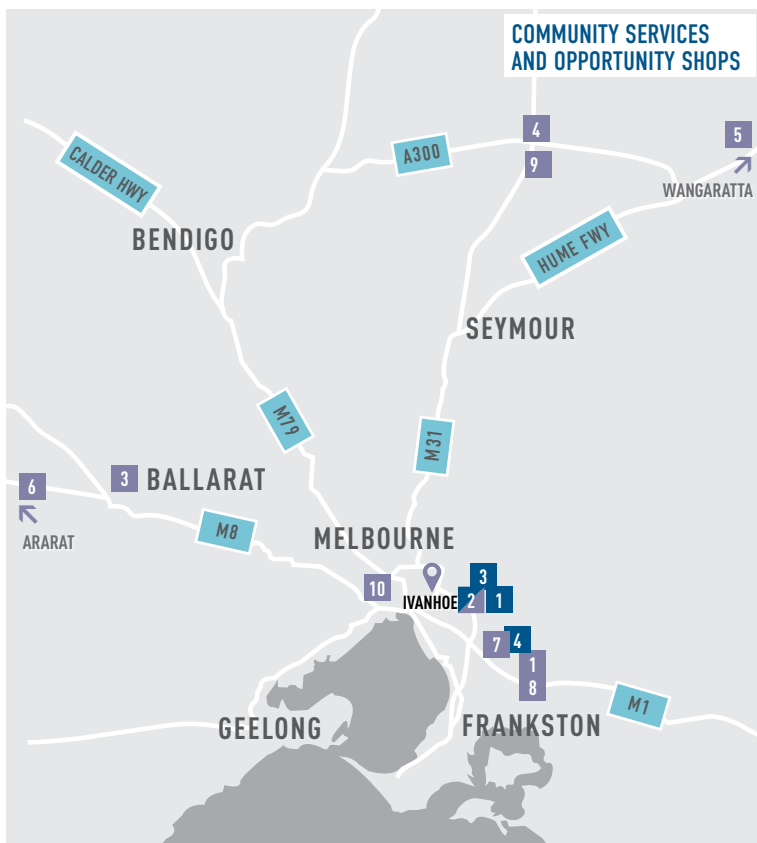 COMMUNITY SERVICES
AND OPPORTUNITY SHOPS
4
5
A300
9
CALDER HWY
WANGARATTA
BENDIGO
HUME FWY
SEYMOUR
M79
M31
3
BALLARAT
6
M8
ARARAT
MELBOURNE
3
10
IVANHOE
2
1
7
4
1
8
M1
GEELONG
FRANKSTON